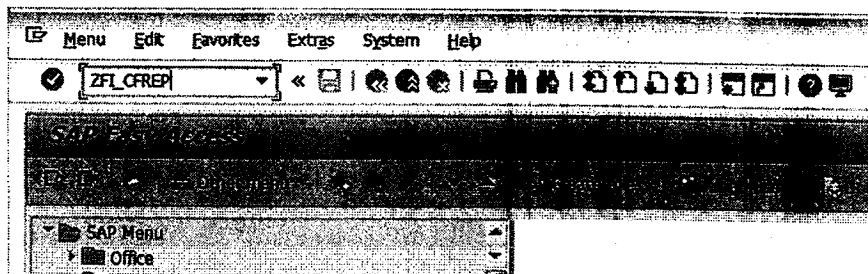 Menu Edit Favorites Extras System Help
ZFI_CFREP
SAP Easy Access
SAP Menu
Office